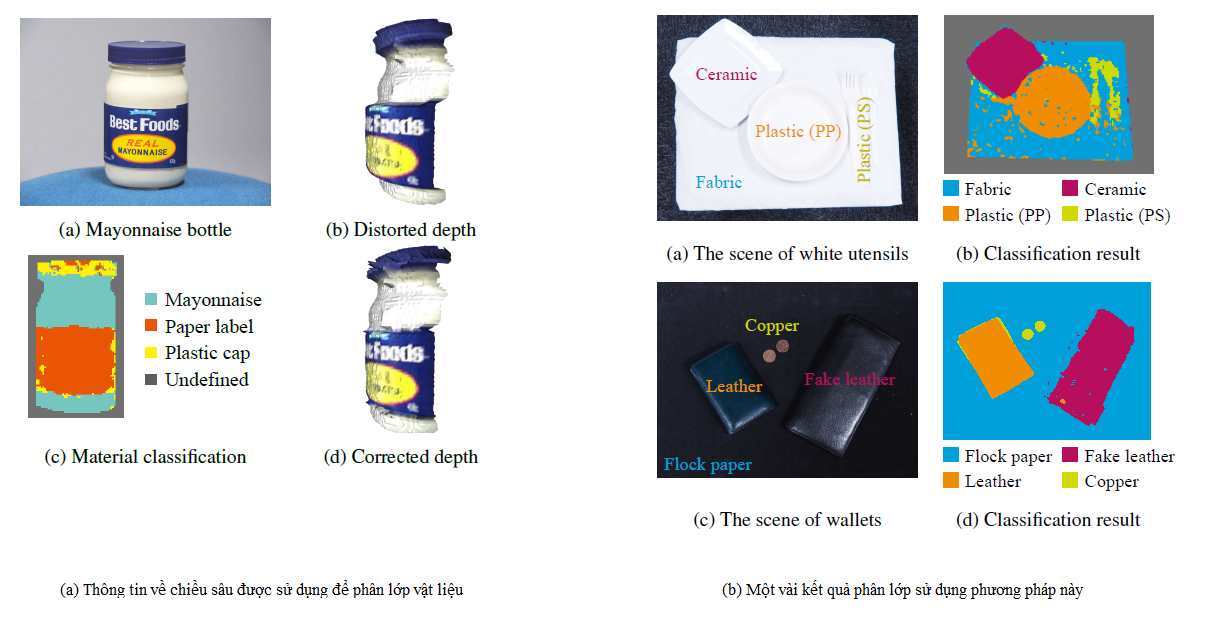 Best Foods
REAL
MAYONNAISE
(a) Mayonnaise bottle
t Foods
(b) Distorted depth
Mayonnaise
Paper label
Plastic cap
Undefined
(c) Material classification
t Foods
(d) Corrected depth
Ceramic
Plastic (PP)
Plastic (PS)
Fabric
(a) The scene of white utensils
Fabric
Ceramic
Plastic (PP)
Plastic (PS)
(b) Classification result
Copper
Leather
Fake leather
Flock paper
(c) The scene of wallets
Flock paper
Fake leather
Leather
Copper
(d) Classification result
(a) Thông tin về chiều sâu được sử dụng để phân lớp vật liệu
(b) Một vài kết quả phân lớp sử dụng phương pháp này